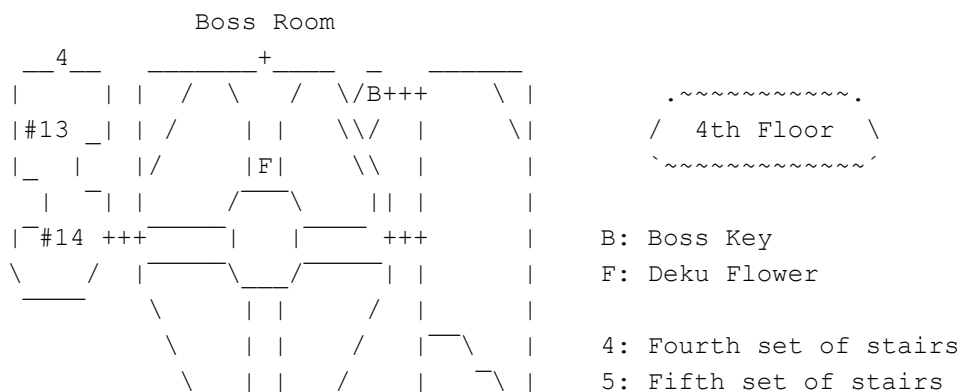 Boss Room
4
B
#13
4th Floor
F
#14
B: Boss Key
F: Deku Flower
4: Fourth set of stairs
5: Fifth set of stairs